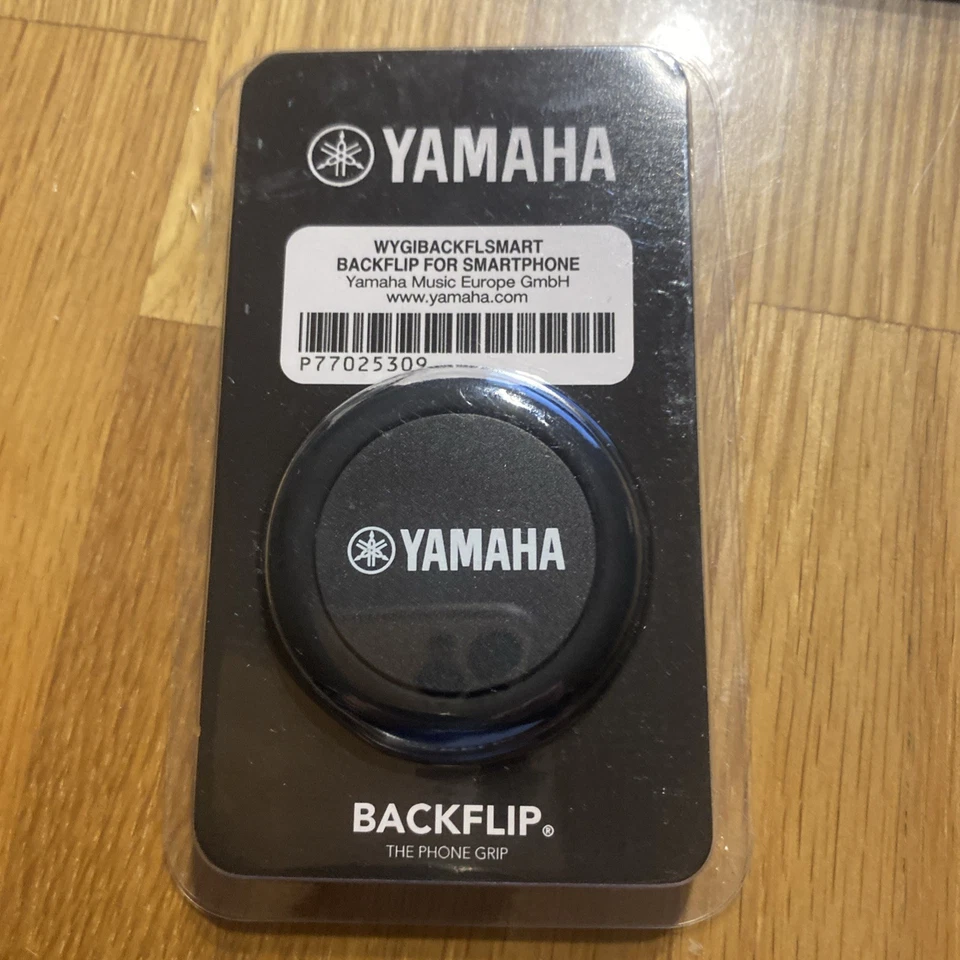 YAMAHA
WYGIBACKFLSMART
BACKFLIP FOR SMARTPHONE
Yamaha Music Europe GmbH
www.yamaha.com
P77025309
YAMAHA
BACKFLIP®
THE PHONE GRIP